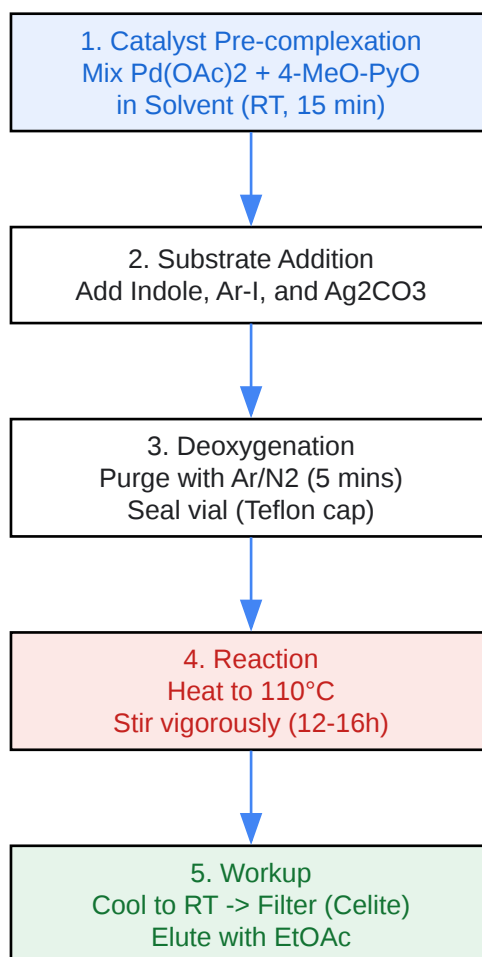 1. Catalyst Pre-complexation
Mix Pd(OAc)2 + 4-MeO-PyO
in Solvent (RT, 15 min)
2. Substrate Addition
Add Indole, Ar-I, and Ag2CO3
3. Deoxygenation
Purge with Ar/N2 (5 mins)
Seal vial (Teflon cap)
4. Reaction
Heat to 110°C
Stir vigorously (12-16h)
5. Workup
Cool to RT -> Filter (Celite)
Elute with EtOAc